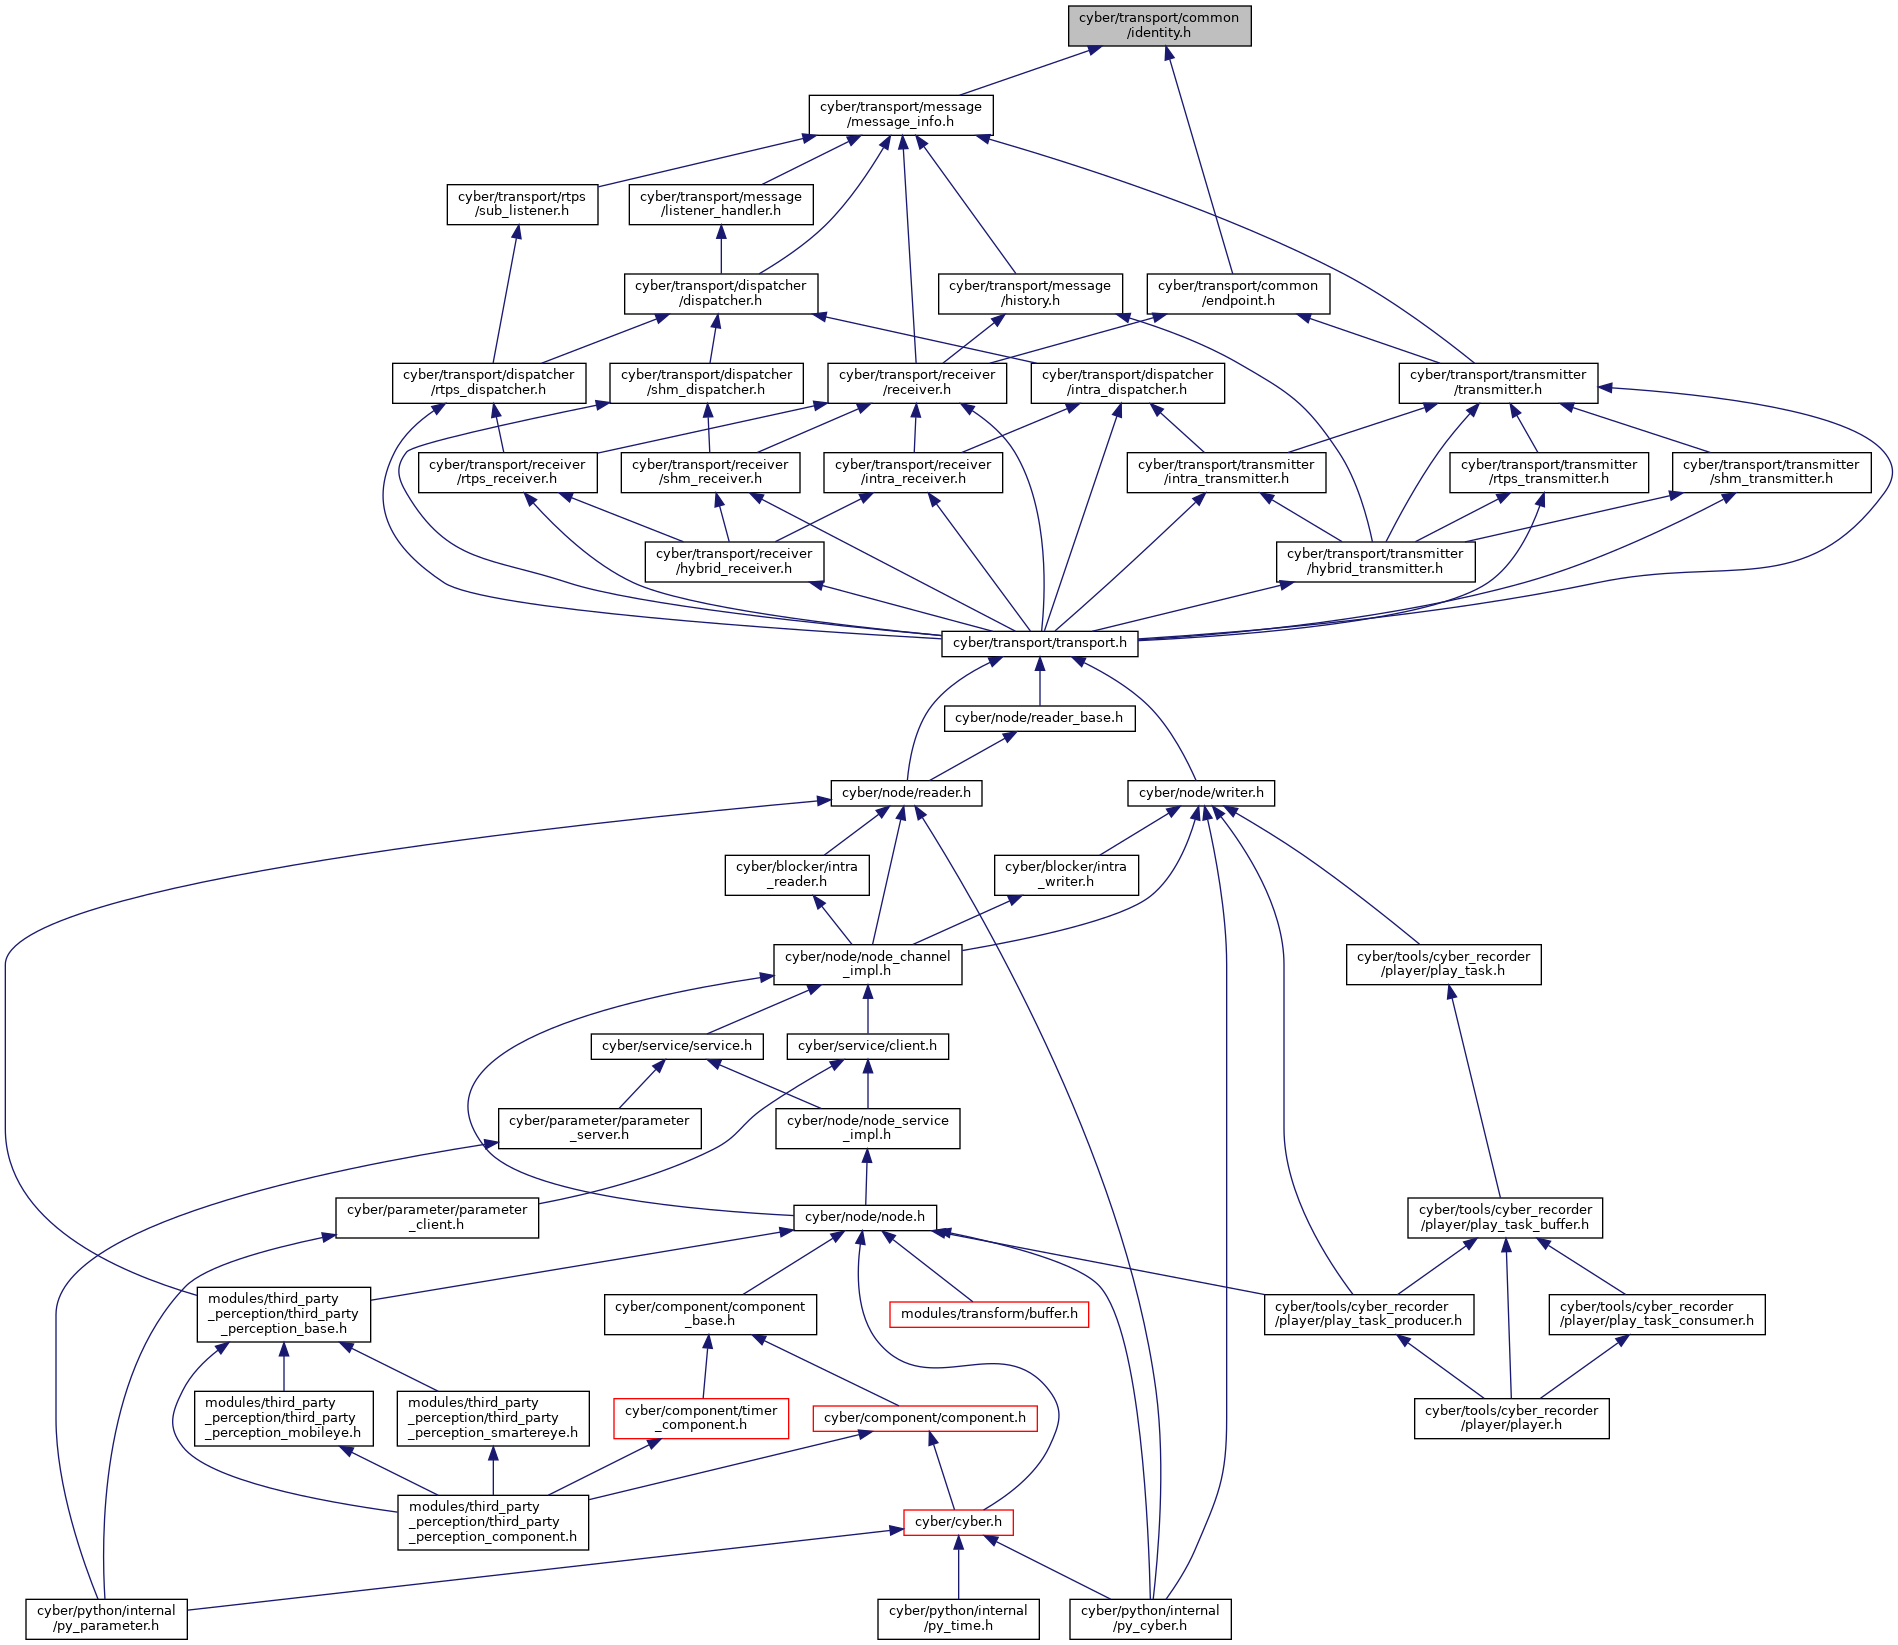 cyber/transport/common
/identity.h
cyber/transport/message
/message_info.h
cyber/transport/rtps
/sub_listener.h
cyber/transport/message
/listener_handler.h
cyber/transport/dispatcher
/dispatcher.h
cyber/transport/message
/history.h
cyber/transport/common
/endpoint.h
cyber/transport/dispatcher
/rtps_dispatcher.h
cyber/transport/dispatcher
/shm_dispatcher.h
cyber/transport/receiver
/receiver.h
cyber/transport/dispatcher
/intra_dispatcher.h
cyber/transport/transmitter
/transmitter.h
cyber/transport/receiver
/rtps_receiver.h
cyber/transport/receiver
/shm_receiver.h
cyber/transport/receiver
/intra_receiver.h
cyber/transport/transmitter
/intra_transmitter.h
cyber/transport/transmitter
/rtps_transmitter.h
cyber/transport/transmitter
/shm_transmitter.h
cyber/transport/receiver
/hybrid_receiver.h
cyber/transport/transmitter
/hybrid_transmitter.h
cyber/transport/transport.h
cyber/node/reader_base.h
cyber/node/reader.h
cyber/node/writer.h
cyber/blocker/intra
_reader.h
cyber/blocker/intra
_writer.h
cyber/node/node_channel
_impl.h
cyber/tools/cyber_recorder
/player/play_task.h
cyber/service/service.h
cyber/service/client.h
cyber/parameter/parameter
_server.h
cyber/node/node_service
_impl.h
cyber/parameter/parameter
_client.h
cyber/node/node.h
cyber/tools/cyber_recorder
/player/play_task_buffer.h
modules/third_party
_perception/third_party
_perception_base.h
cyber/component/component
_base.h
modules/transform/buffer.h
cyber/tools/cyber_recorder
/player/play_task_producer.h
cyber/tools/cyber_recorder
/player/play_task_consumer.h
modules/third_party
_perception/third_party
_perception_mobileye.h
modules/third_party
_perception/third_party
_perception_smartereye.h
cyber/component/timer
_component.h
cyber/component/component.h
cyber/tools/cyber_recorder
/player/player.h
modules/third_party
_perception/third_party
_perception_component.h
cyber/cyber.h
cyber/python/internal
/py_parameter.h
cyber/python/internal
/py_time.h
cyber/python/internal
/py_cyber.h